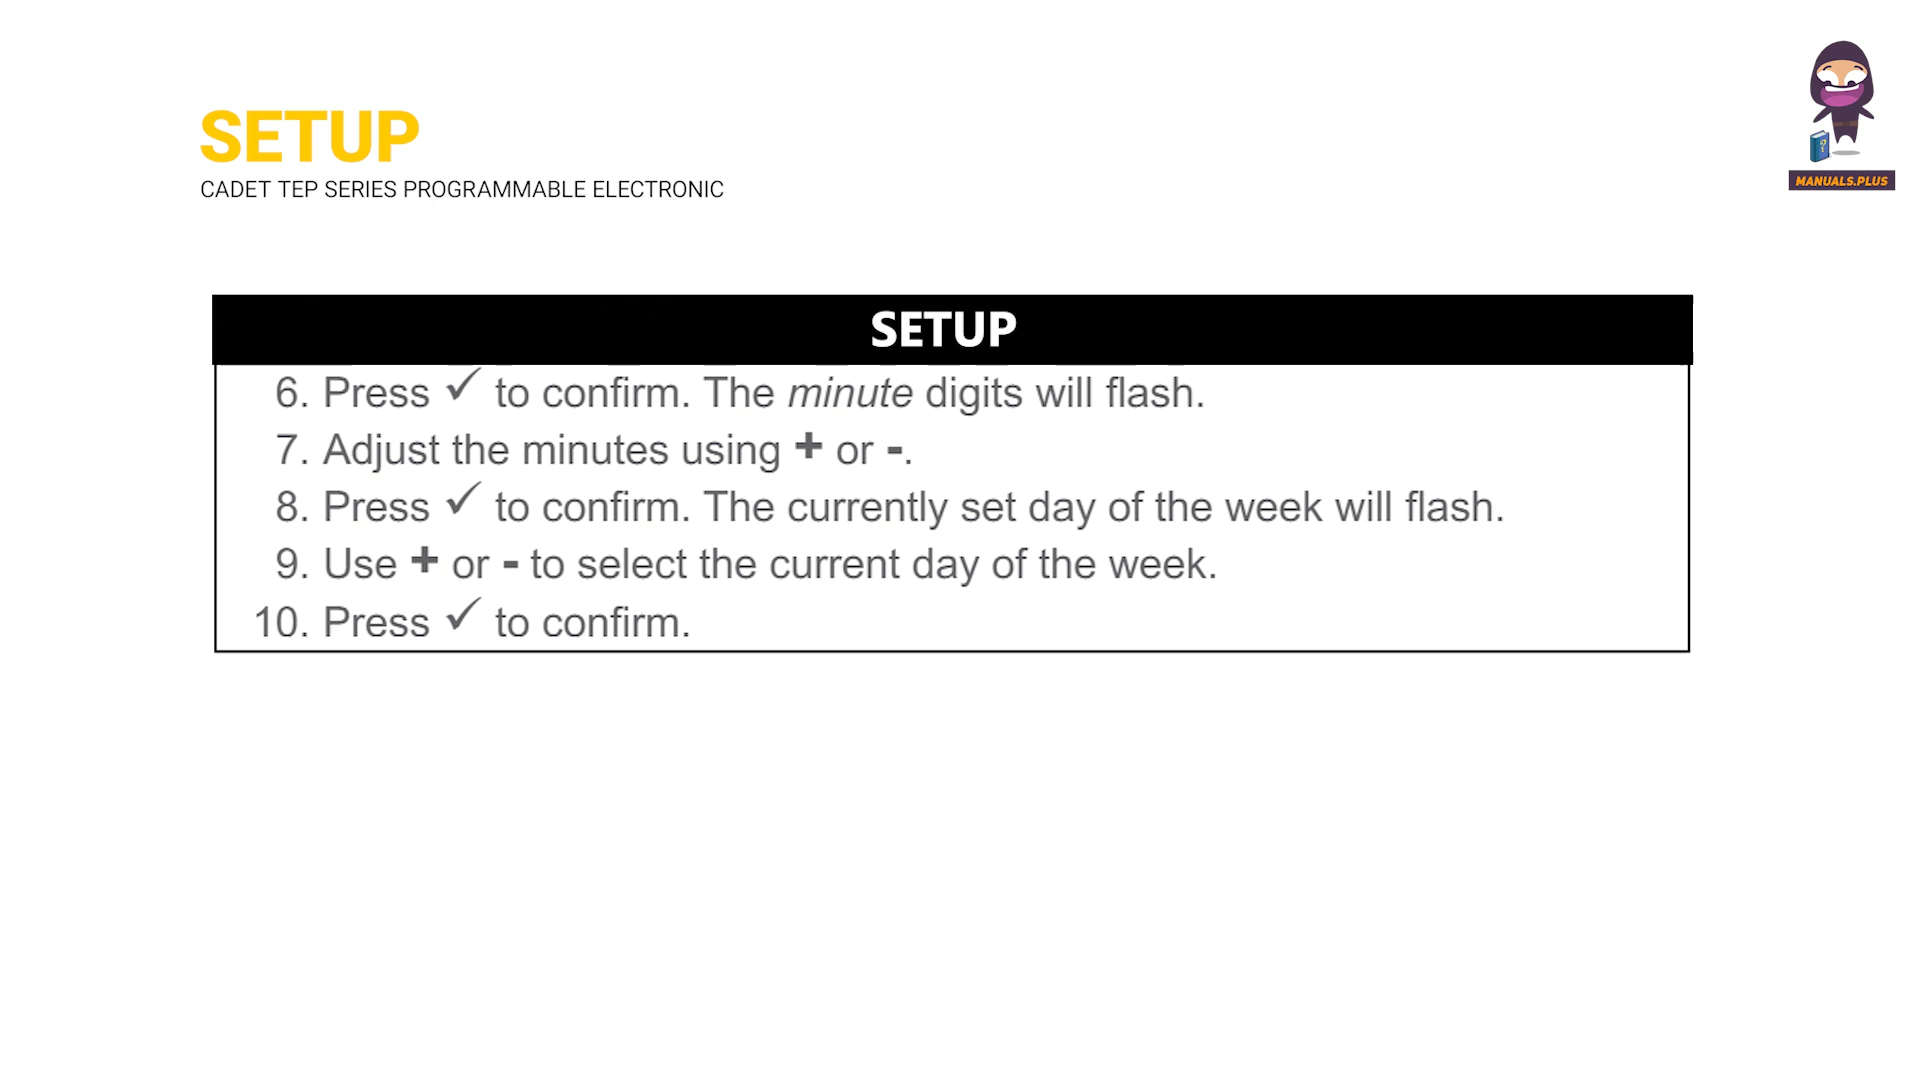 SETUP
CADET TEP SERIES PROGRAMMABLE ELECTRONIC
?
MANUALS.PLUS
SETUP
6. Press ✓ to confirm. The minute digits will flash.
7. Adjust the minutes using + or -.
8. Press ✓ to confirm. The currently set day of the week will flash.
9. Use + or - to select the current day of the week.
10. Press ✓ to confirm.